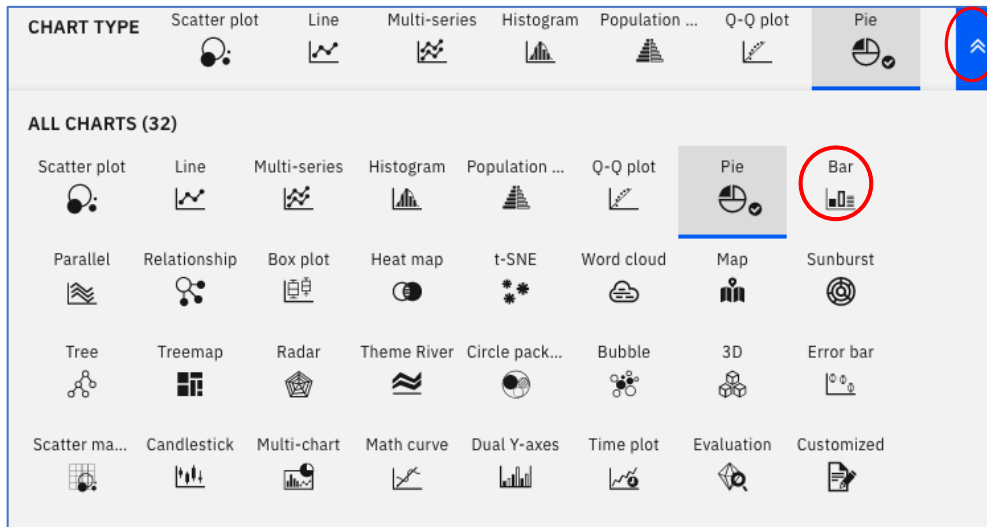 CHART TYPE Scatter plot Line Multi-series Histogram Population ... Q-Q plot Pie
ALL CHARTS (32)
Scatter plot Line Multi-series Histogram Population ... Q-Q plot Pie Bar
Parallel Relationship Box plot Heat map t-SNE Word cloud Map Sunburst
Tree Treemap Radar Theme River Circle pack... Bubble 3D Error bar
Scatter ma... Candlestick Multi-chart Math curve Dual Y-axes Time plot Evaluation Customized